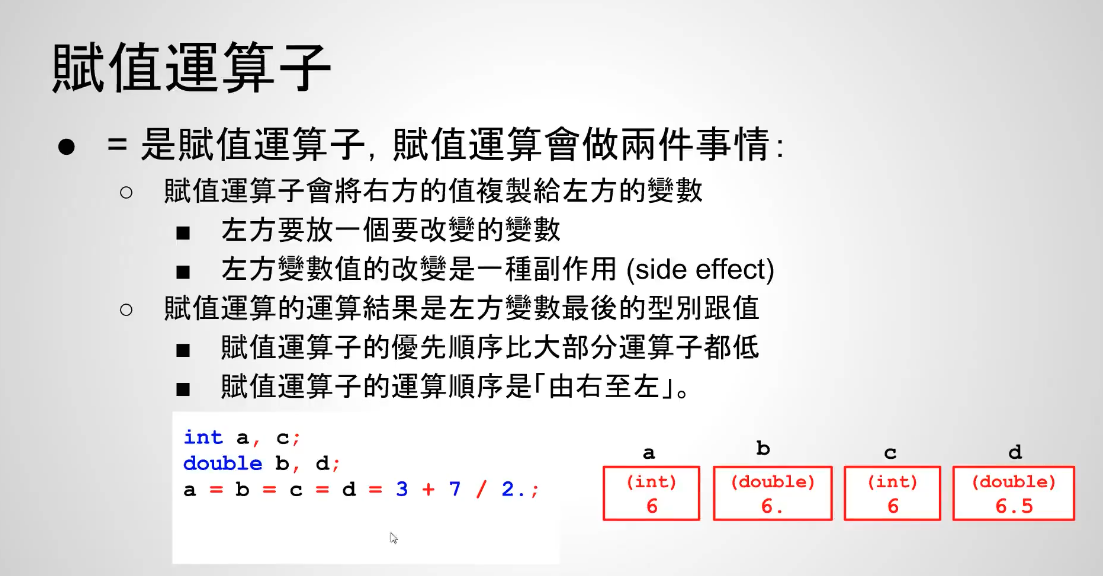 賦值運算子
● = 是賦值運算子，賦值運算會做兩件事情：
○ 賦值運算子會將右方的值複製給左方的變數
■ 左方要放一個要改變的變數
■ 左方變數值的改變是一種副作用 (side effect)
○ 賦值運算的運算結果是左方變數最後的型別跟值
■ 賦值運算子的優先順序比大部分運算子都低
■ 賦值運算子的運算順序是「由右至左」。
int a, c;
double b, d;
a = b = c = d = 3 + 7 / 2.;
a b c d
(int) (double) (int) (double)
6 6. 6 6.5